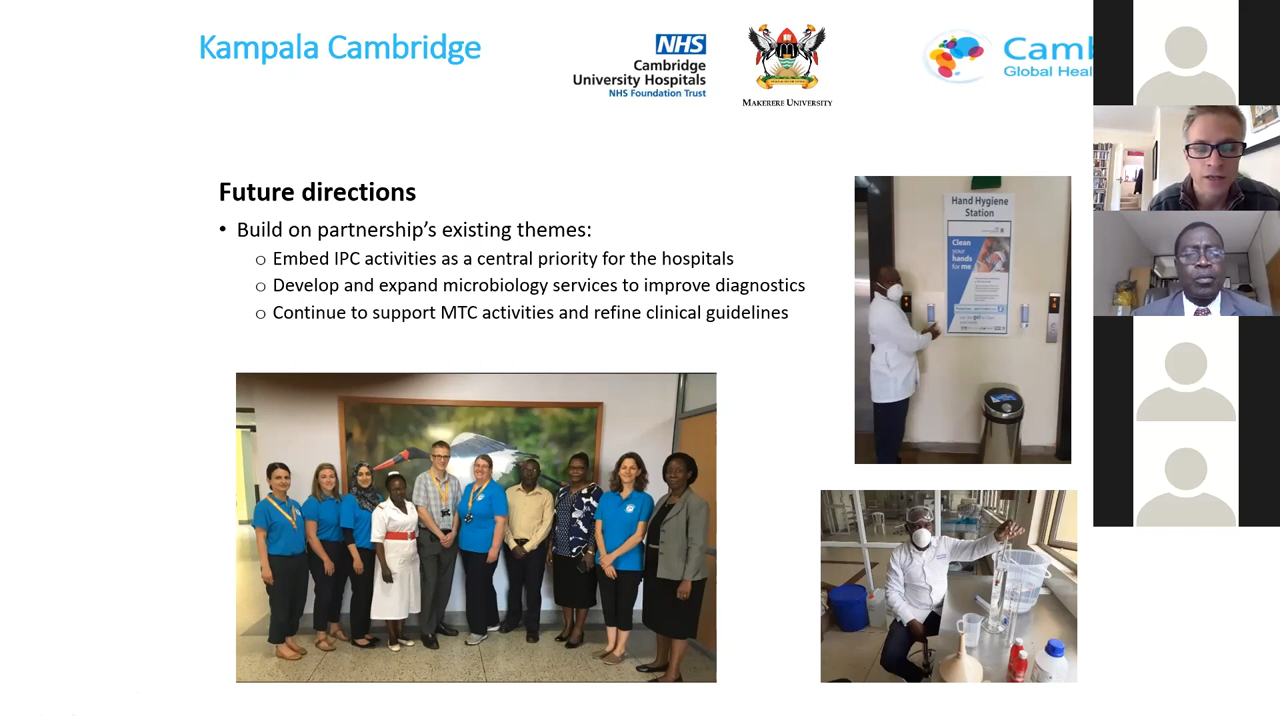 Kampala Cambridge
NHS
Cambridge
University Hospitals
NHS Foundation Trust
MAKERERE UNIVERSITY
Camb
Global Heal
Future directions
• Build on partnership’s existing themes:
o Embed IPC activities as a central priority for the hospitals
o Develop and expand microbiology services to improve diagnostics
o Continue to support MTC activities and refine clinical guidelines
Hand Hygiene
Station
Clean
your
hands
for me